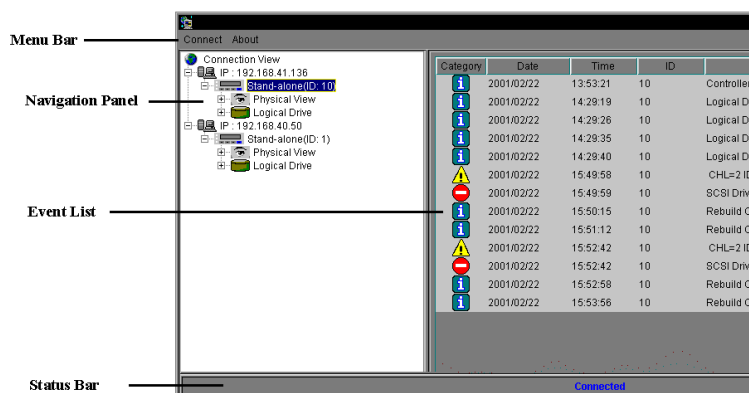 Menu Bar
Connect About
Connection View
IP : 192.168.41.136
Stand-alone(ID: 10)
Navigation Panel
Physical View
Logical Drive
IP : 192.168.40.50
Stand-alone(ID: 1)
Physical View
Logical Drive
Event List
Category Date Time ID
2001/02/22 13:53:21 10 Controller
2001/02/22 14:29:19 10 Logical D
2001/02/22 14:29:26 10 Logical D
2001/02/22 14:29:35 10 Logical D
2001/02/22 14:29:40 10 Logical D
2001/02/22 15:49:58 10 CHL=2 ID
2001/02/22 15:49:59 10 SCSI Driv
2001/02/22 15:50:15 10 Rebuild C
2001/02/22 15:51:12 10 Rebuild C
2001/02/22 15:52:42 10 CHL=2 ID
2001/02/22 15:52:42 10 SCSI Driv
2001/02/22 15:52:58 10 Rebuild C
2001/02/22 15:53:56 10 Rebuild C
Status Bar
Connected